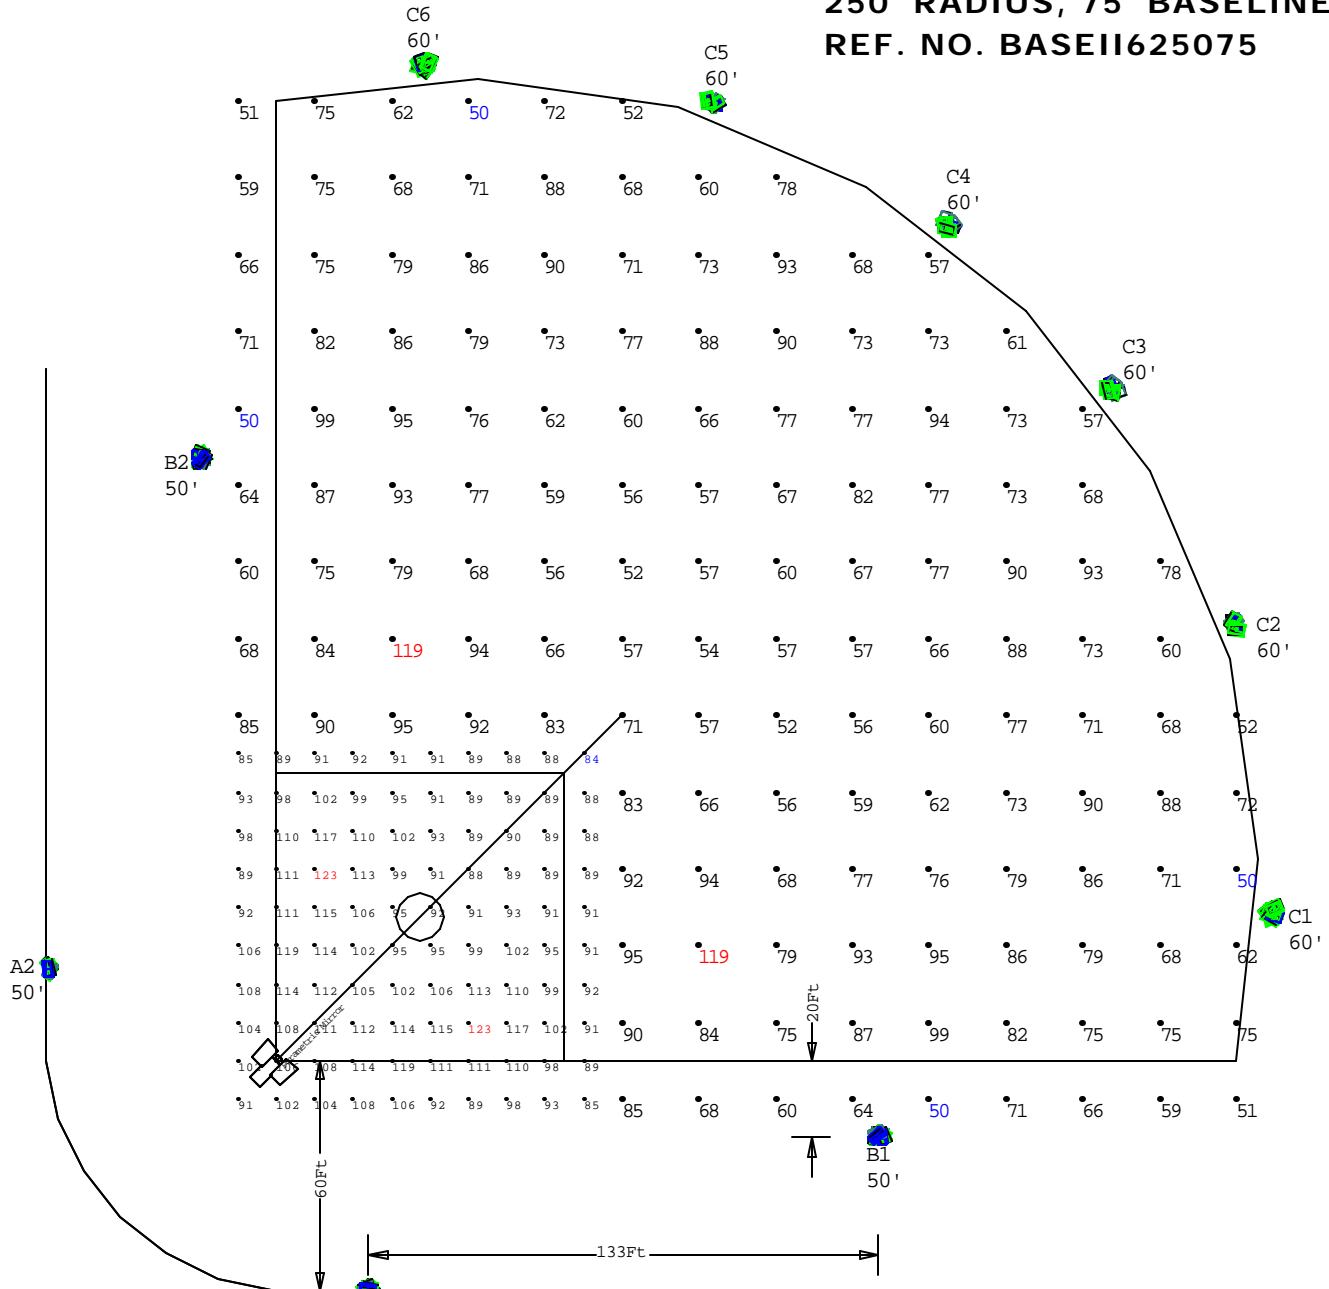 250' RADIUS, 75' BASELINE
REF. NO. BASEII625075
C6
60'
C5
60'
51 75 62 50 72 52
C4
60'
59 75 68 71 88 68 60 78
66 75 79 86 90 71 73 93 68 57
C3
60'
71 82 86 79 73 77 88 90 73 73 61
50 99 95 76 62 60 66 77 77 94 73 57
B2
50'
64 87 93 77 59 56 57 67 82 77 73 68
60 75 79 68 56 52 57 60 67 77 90 93 78
C2
60'
68 84 119 94 66 57 54 57 57 66 88 73 60
85 90 95 92 83 71 57 52 56 60 77 71 68 52
85 89 91 92 91 91 89 88 88 84
93 98 102 99 95 91 89 89 89 88
83 66 56 59 62 73 90 88 72
98 110 117 110 102 93 89 90 89 88
89 111 123 113 99 91 88 89 89 89
92 94 68 77 76 79 86 71 50
92 111 115 106 95 92 91 93 91 91
C1
60'
106 119 114 102 95 95 99 102 95 91
95 119 79 93 95 86 79 68 62
A2
50'
108 114 112 105 102 106 113 110 99 92
20Ft
104 108 111 112 114 115 123 117 102 91
90 84 75 87 99 82 75 75 75
108 114 119 111 111 110 98 89
91 102 104 108 106 92 89 98 93 85
85 68 60 64 50 71 66 59 51
B1
50'
60Ft
133Ft